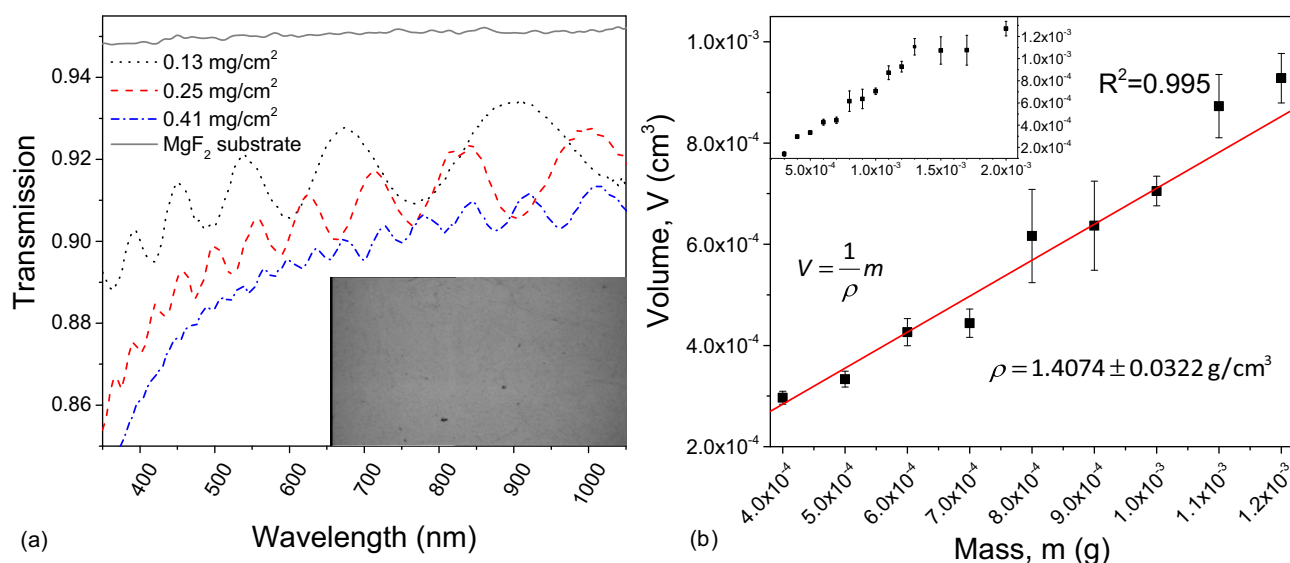 0.94
0.92
0.90
0.88
0.86
Transmission
0.13 mg/cm²
0.25 mg/cm²
0.41 mg/cm²
MgF₂ substrate
400
500
600
700
800
900
1000
Wavelength (nm)
(a)
1.0x10⁻³
8.0x10⁻⁴
6.0x10⁻⁴
4.0x10⁻⁴
2.0x10⁻⁴
Volume, V (cm³)
1.2x10⁻³
1.0x10⁻³
8.0x10⁻⁴
6.0x10⁻⁴
4.0x10⁻⁴
2.0x10⁻⁴
5.0x10⁻⁴
1.0x10⁻³
1.5x10⁻³
2.0x10⁻³
R²=0.995
V = 1/ρ m
ρ = 1.4074 ± 0.0322 g/cm³
4.0x10⁻⁴
5.0x10⁻⁴
6.0x10⁻⁴
7.0x10⁻⁴
8.0x10⁻⁴
9.0x10⁻⁴
1.0x10⁻³
1.1x10⁻³
1.2x10⁻³
Mass, m (g)
(b)